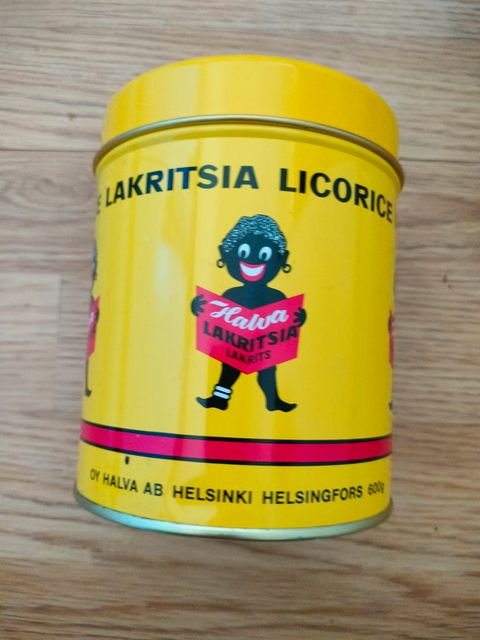 E LAKRITSIA LICORICE
Halva
LAKRITSIA
LAKRITS
OY HALVA AB HELSINKI HELSINGFORS 600g